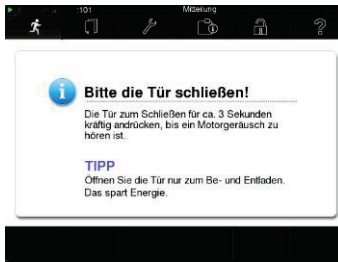 :101 Mitteilung
Bitte die Tür schließen!
Die Tür zum Schließen für ca. 3 Sekunden
kräftig andrücken, bis ein Motorgeräusch zu
hören ist.
TIPP
Öffnen Sie die Tür nur zum Be- und Entladen.
Das spart Energie.